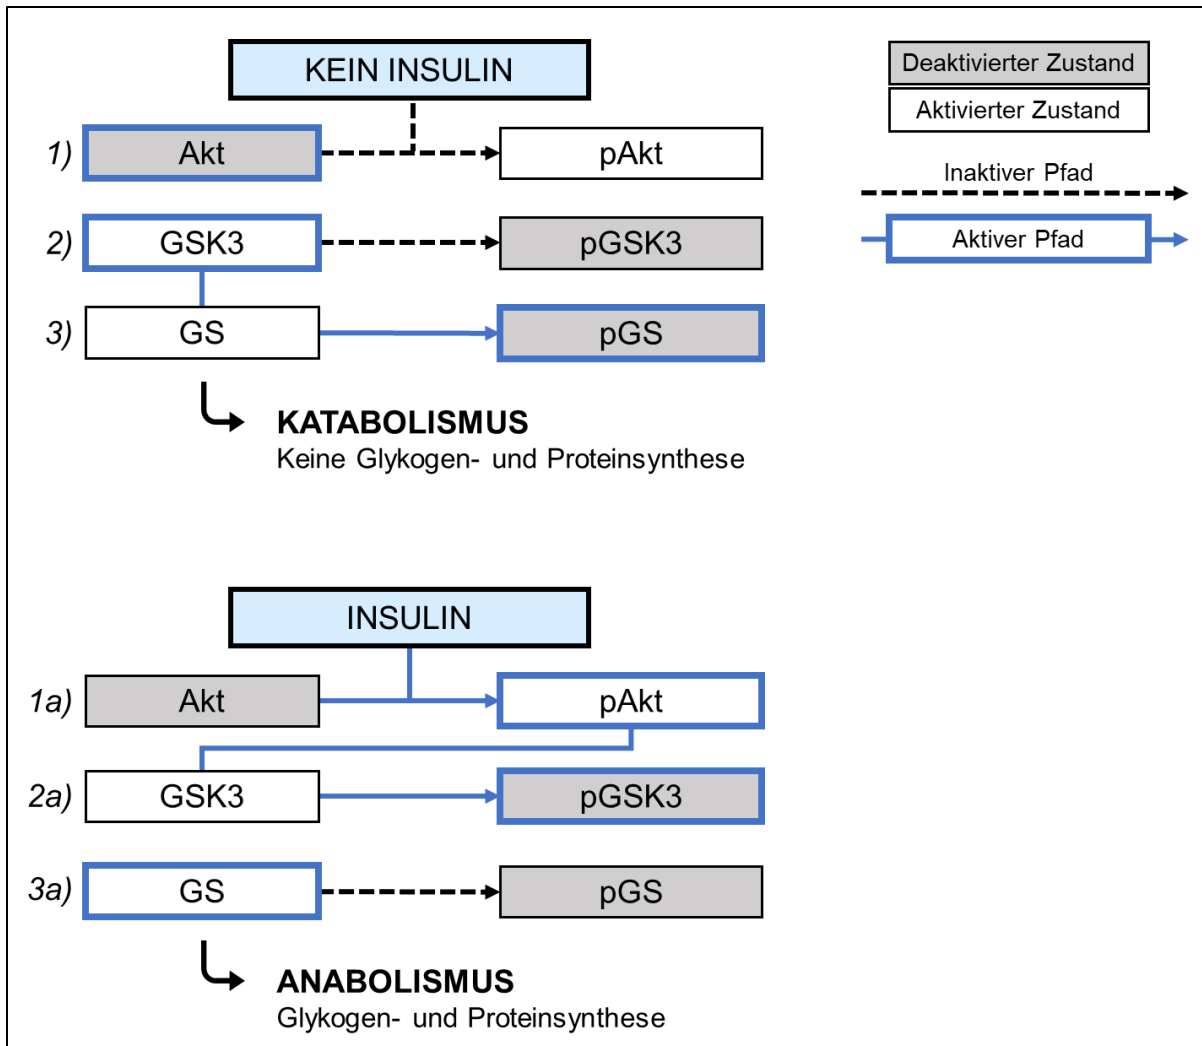 KEIN INSULIN
Deaktivierter Zustand
Aktivierter Zustand
1) Akt pAkt
Inaktiver Pfad
2) GSK3 pGSK3
Aktiver Pfad
3) GS pGS
KATABOLISMUS
Keine Glykogen- und Proteinsynthese
INSULIN
1a) Akt pAkt
2a) GSK3 pGSK3
3a) GS pGS
ANABOLISMUS
Glykogen- und Proteinsynthese